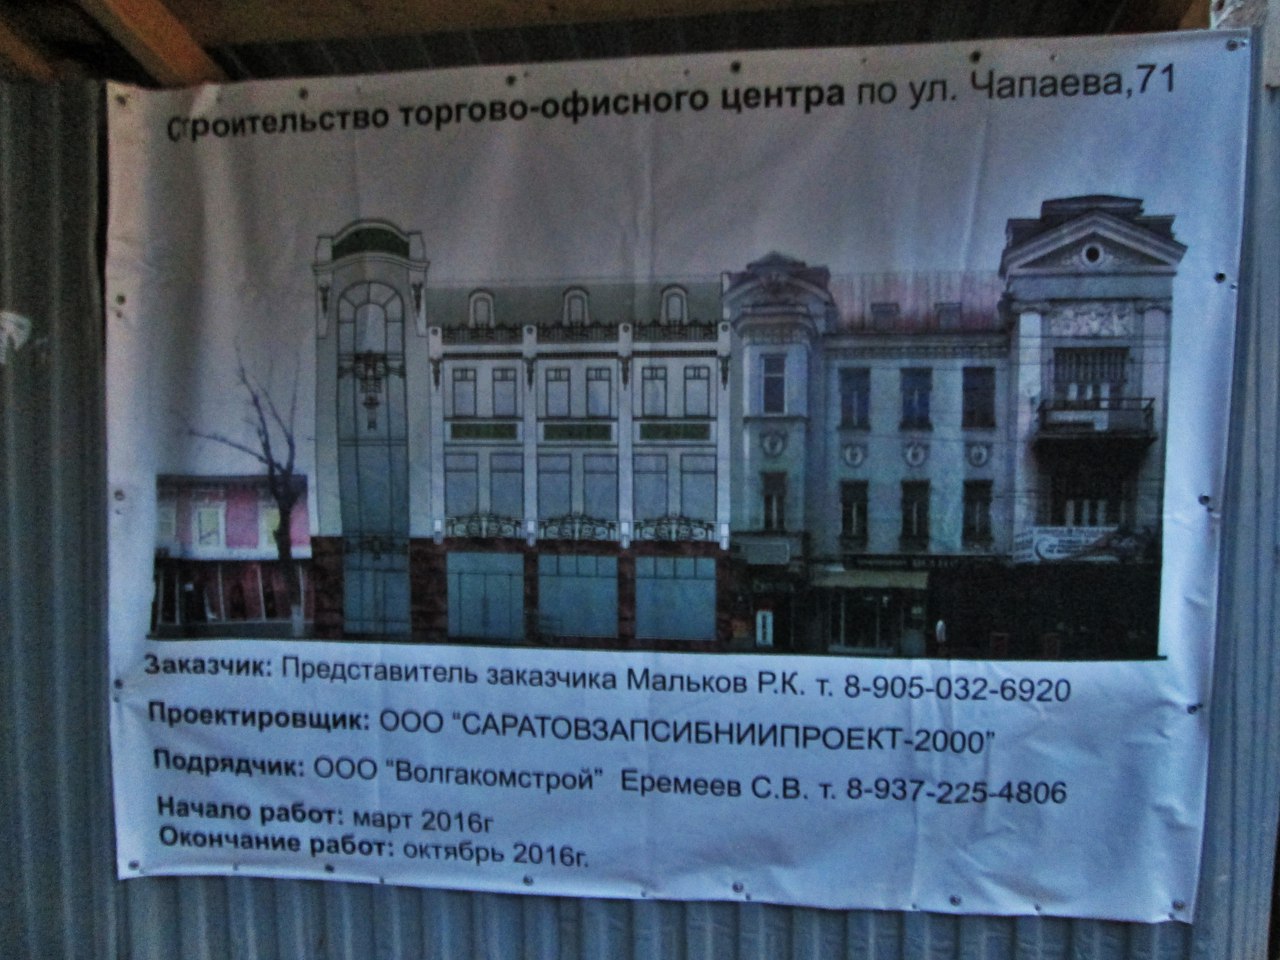 Строительство торгово-офисного центра по ул. Чапаева,71
Заказчик: Представитель заказчика Мальков Р.К. т. 8-905-032-6920
Проектировщик: ООО "САРАТОВЗАПСИБНИИПРОЕКТ-2000"
Подрядчик: ООО "Волгакомстрой" Еремеев С.В. т. 8-937-225-4806
Начало работ: март 2016г
Окончание работ: октябрь 2016г.